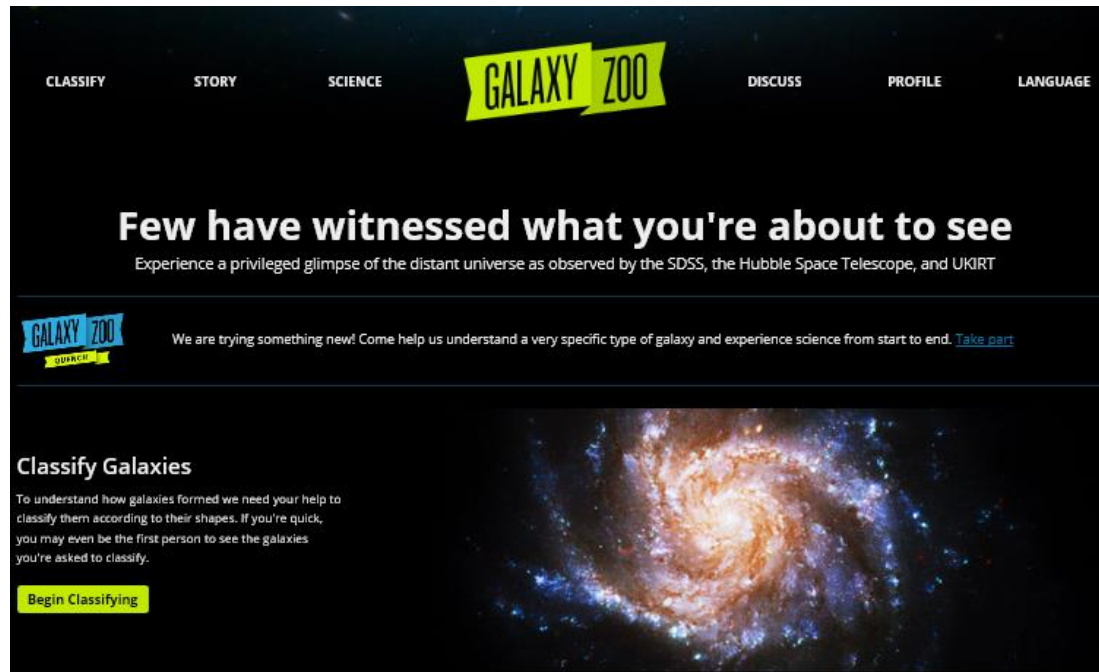 CLASSIFY STORY SCIENCE GALAXY ZOO DISCUSS PROFILE LANGUAGE
Few have witnessed what you're about to see
Experience a privileged glimpse of the distant universe as observed by the SDSS, the Hubble Space Telescope, and UKIRT
GALAXY ZOO
QUENCH
We are trying something new! Come help us understand a very specific type of galaxy and experience science from start to end. Take part
Classify Galaxies
To understand how galaxies formed we need your help to
classify them according to their shapes. If you're quick,
you may even be the first person to see the galaxies
you're asked to classify.
Begin Classifying